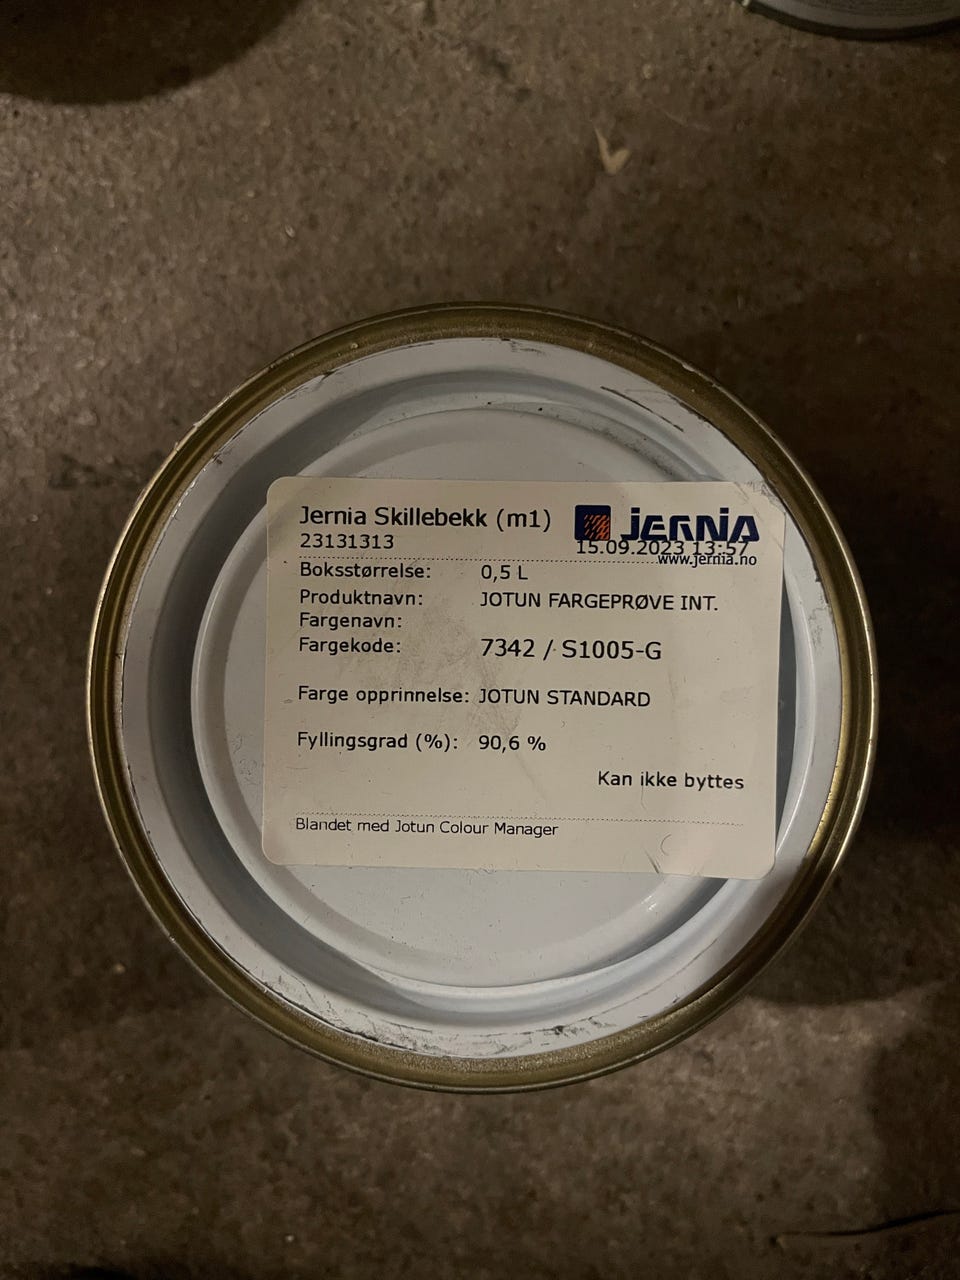 Jernia Skillebekk (m1)
JERNIA
23131313
15.09.2023 13:57
www.jernia.no
Boksstørrelse: 0,5 L
Produktnavn: JOTUN FARGEPRØVE INT.
Fargenavn:
Fargekode: 7342 / S1005-G
Farge opprinnelse: JOTUN STANDARD
Fyllingsgrad (%): 90,6 %
Kan ikke byttes
Blandet med Jotun Colour Manager